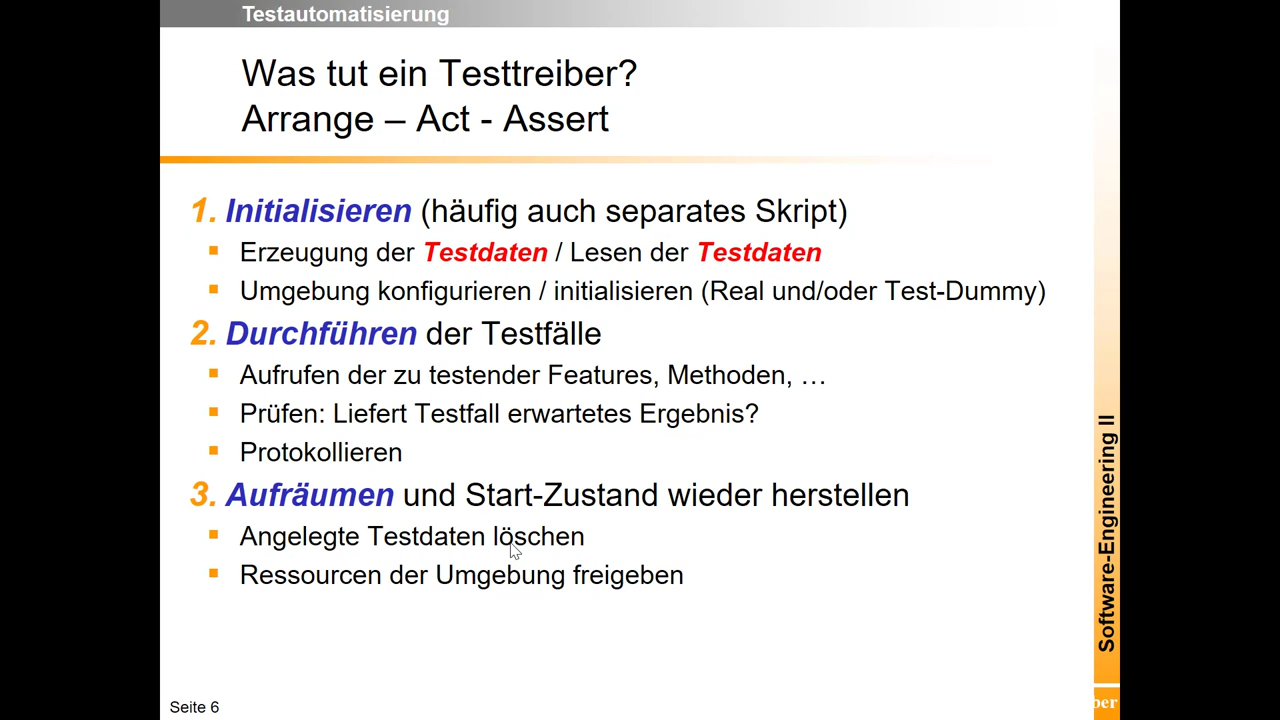 Testautomatisierung
Was tut ein Testtreiber?
Arrange – Act - Assert
1. Initialisieren (häufig auch separates Skript)
Erzeugung der Testdaten / Lesen der Testdaten
Umgebung konfigurieren / initialisieren (Real und/oder Test-Dummy)
2. Durchführen der Testfälle
Aufrufen der zu testender Features, Methoden, …
Prüfen: Liefert Testfall erwartetes Ergebnis?
Protokollieren
3. Aufräumen und Start-Zustand wieder herstellen
Angelegte Testdaten löschen
Ressourcen der Umgebung freigeben
Software-Engineering II
Seite 6